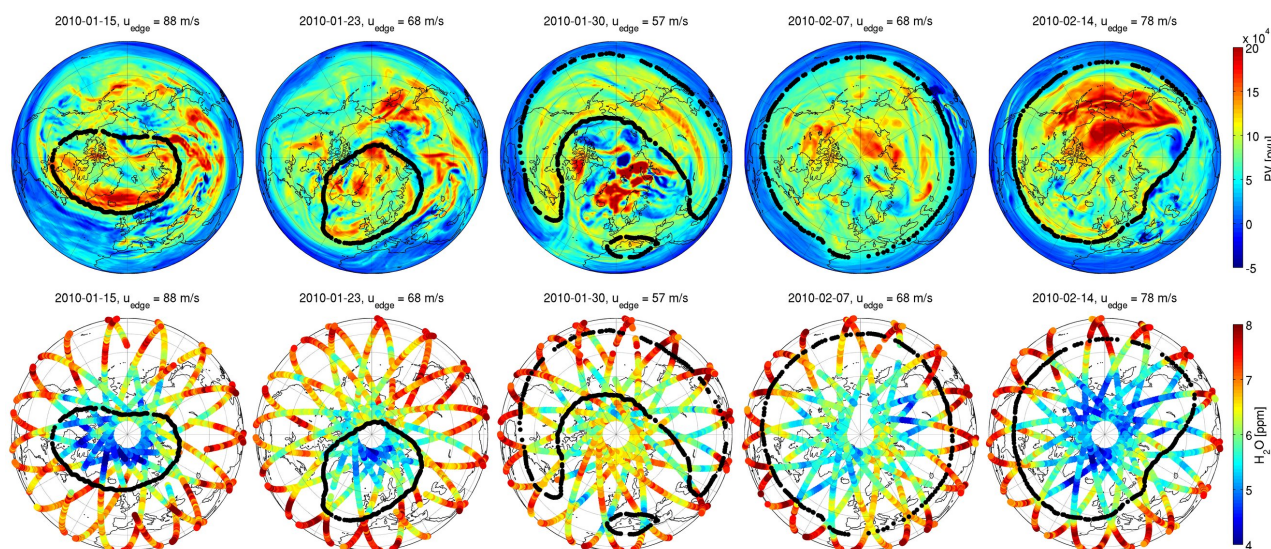 2010-01-15, u_edge = 88 m/s
2010-01-23, u_edge = 68 m/s
2010-01-30, u_edge = 57 m/s
2010-02-07, u_edge = 68 m/s
2010-02-14, u_edge = 78 m/s
x 10⁴
20
15
10
5
0
-5
PV [pvu]
2010-01-15, u_edge = 88 m/s
2010-01-23, u_edge = 68 m/s
2010-01-30, u_edge = 57 m/s
2010-02-07, u_edge = 68 m/s
2010-02-14, u_edge = 78 m/s
8
7
6
5
4
H₂O [ppm]